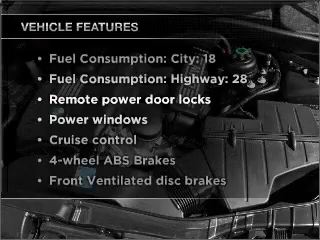 VEHICLE FEATURES
• Fuel Consumption: City: 18
• Fuel Consumption: Highway: 28
• Remote power door locks
• Power windows
• Cruise control
• 4-wheel ABS Brakes
• Front Ventilated disc brakes